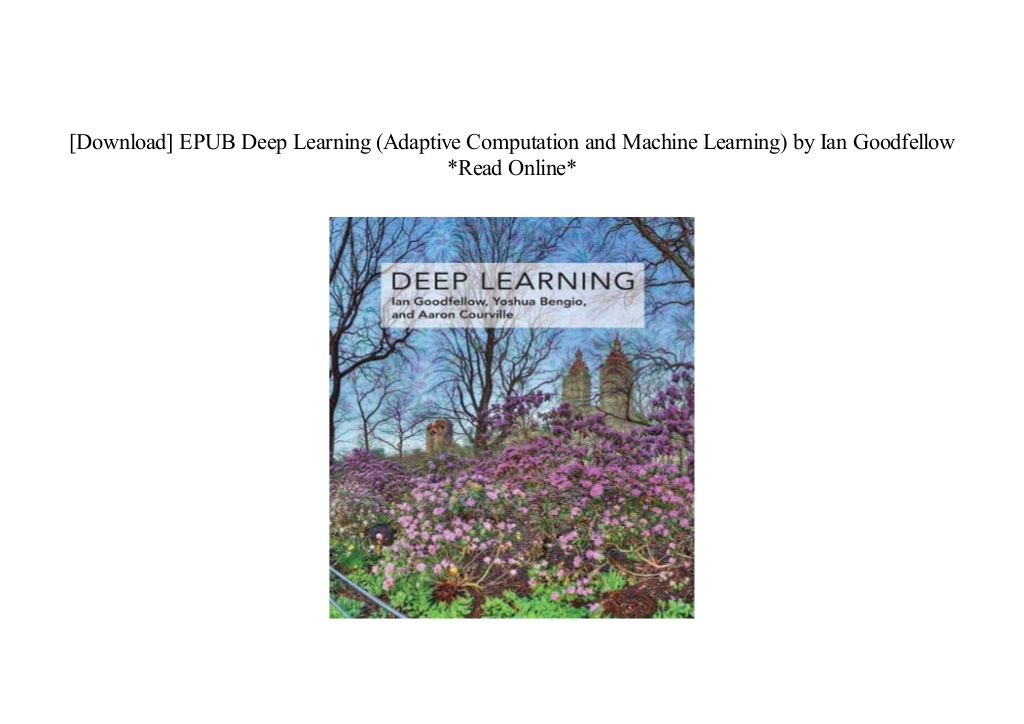 [Download] EPUB Deep Learning (Adaptive Computation and Machine Learning) by Ian Goodfellow
*Read Online*
DEEP LEARNING
Ian Goodfellow, Yoshua Bengio,
and Aaron Courville